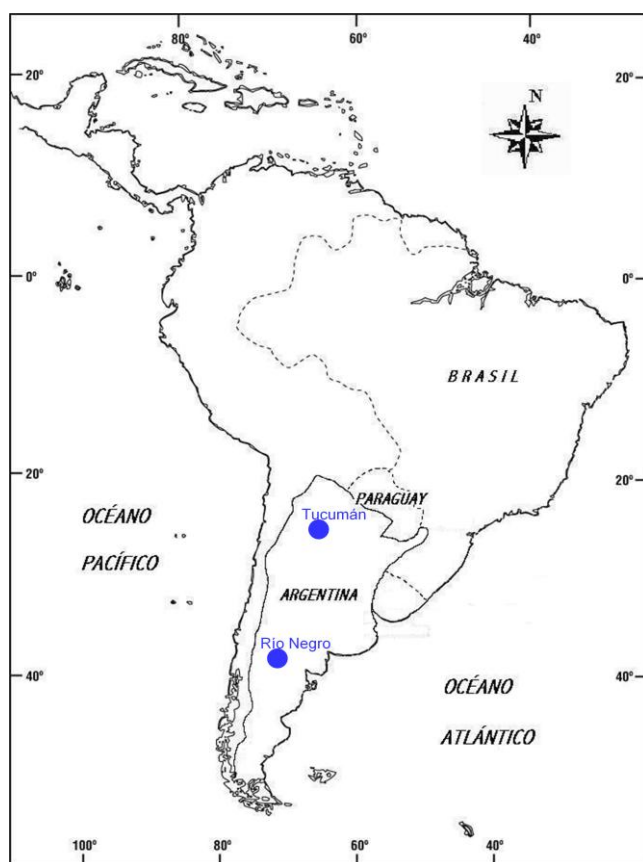 80°
60°
40°
20°
20°
N
0°
0°
BRASIL
20°
20°
PARAGUAY
OCÉANO
PACÍFICO
Tucumán
ARGENTINA
Río Negro
40°
40°
OCÉANO
ATLÁNTICO
100°
80°
60°
40°